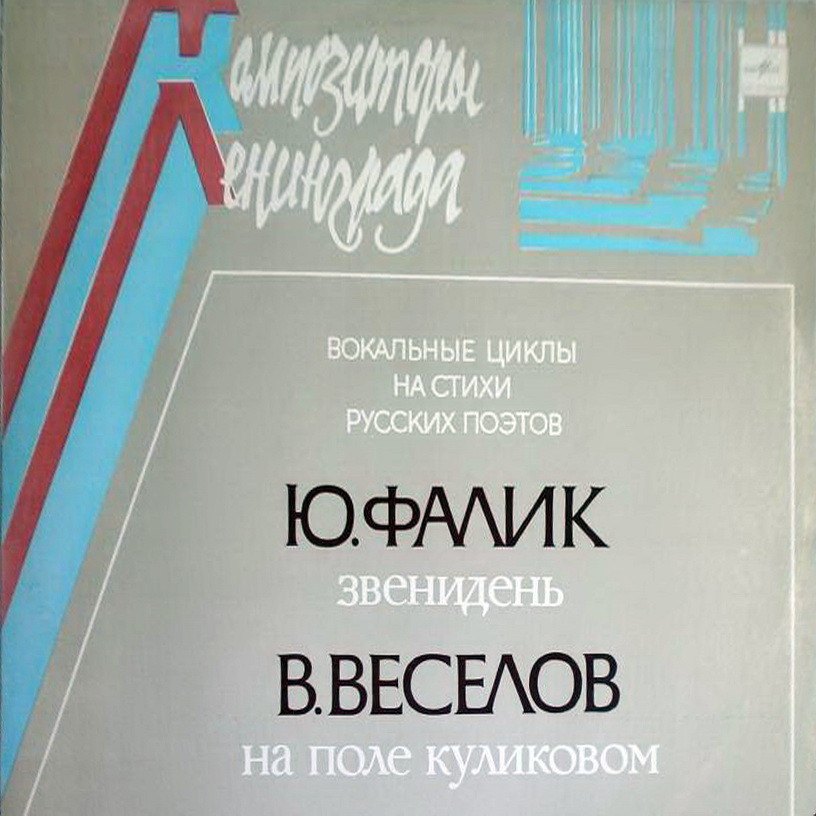 Композиторы
Ленинграда
ВОКАЛЬНЫЕ ЦИКЛЫ
НА СТИХИ
РУССКИХ ПОЭТОВ
Ю.ФАЛИК
звенидень
В.ВЕСЕЛОВ
на поле куликовом